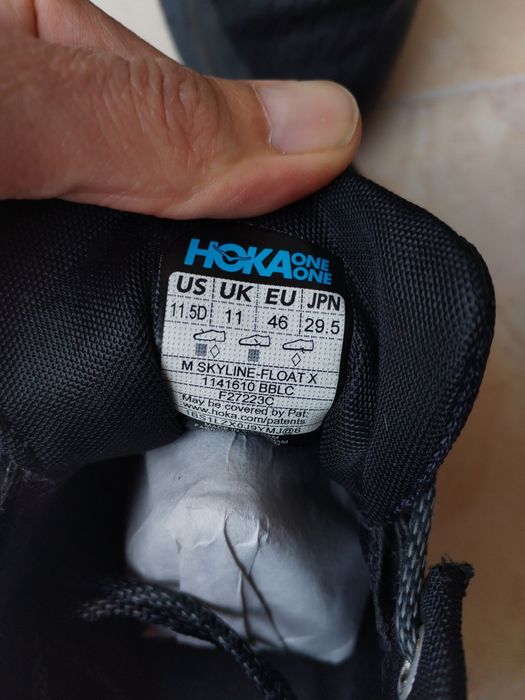 HOKA ONE ONE
US UK EU JPN
11.5D 11 46 29.5
M SKYLINE-FLOAT X
1141610 BBLC
F27223C
May be covered by Pat:
www.hoka.com/patents